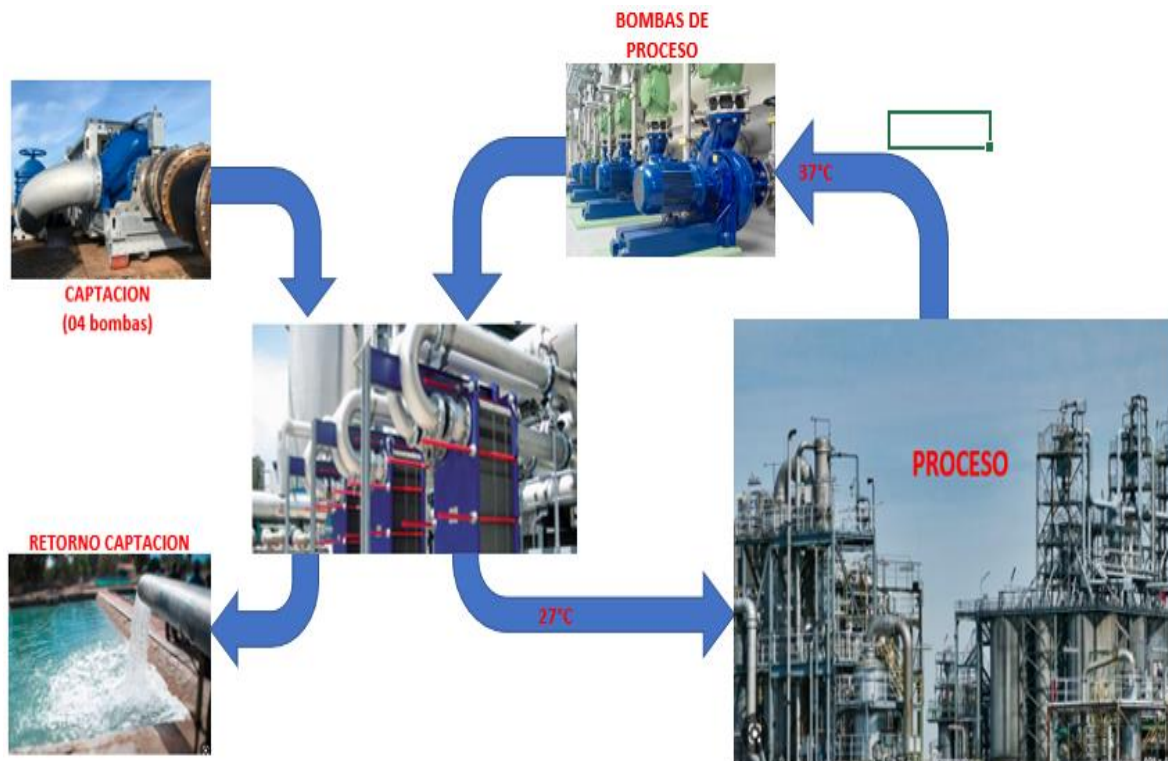 BOMBAS DE
PROCESO
37°C
CAPTACION
(04 bombas)
PROCESO
RETORNO CAPTACION
27°C